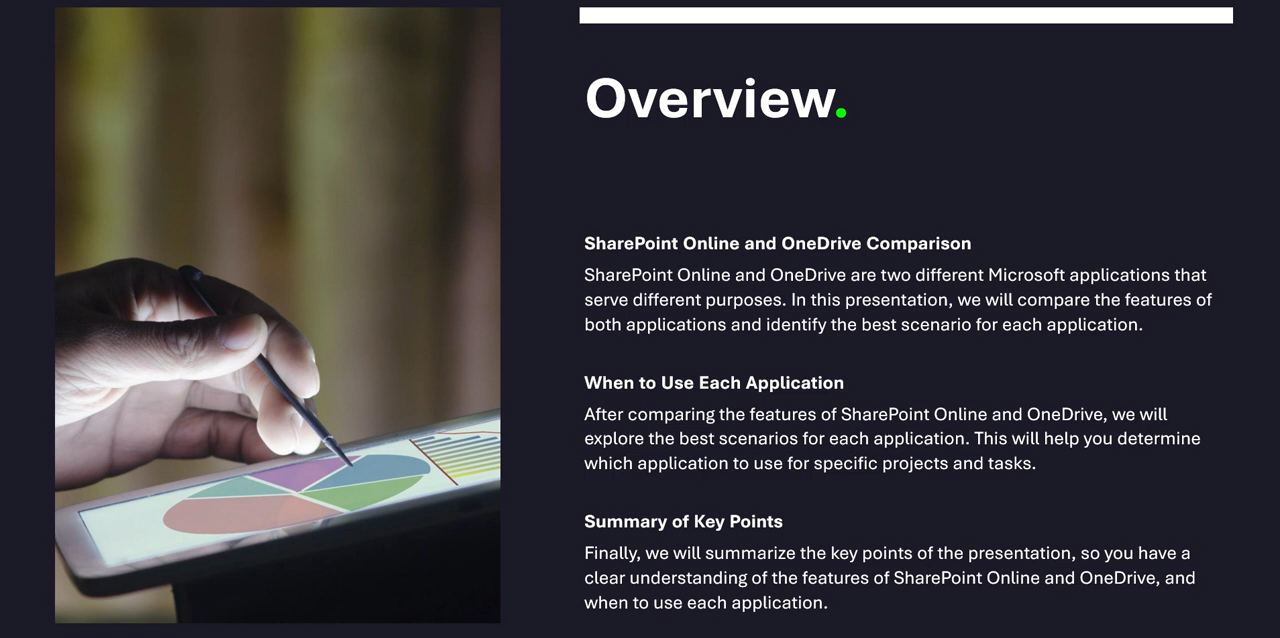 Overview.
SharePoint Online and OneDrive Comparison
SharePoint Online and OneDrive are two different Microsoft applications that
serve different purposes. In this presentation, we will compare the features of
both applications and identify the best scenario for each application.
When to Use Each Application
After comparing the features of SharePoint Online and OneDrive, we will
explore the best scenarios for each application. This will help you determine
which application to use for specific projects and tasks.
Summary of Key Points
Finally, we will summarize the key points of the presentation, so you have a
clear understanding of the features of SharePoint Online and OneDrive, and
when to use each application.